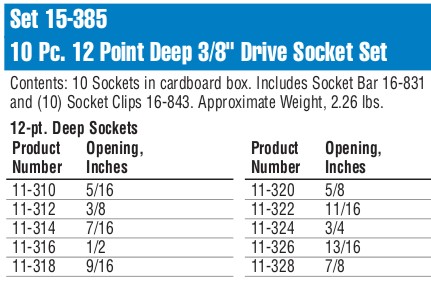 Set 15-385
10 Pc. 12 Point Deep 3/8" Drive Socket Set
Contents: 10 Sockets in cardboard box. Includes Socket Bar 16-831
and (10) Socket Clips 16-843. Approximate Weight, 2.26 lbs.
12-pt. Deep Sockets
Product Opening,
Number Inches
11-310 5/16
11-312 3/8
11-314 7/16
11-316 1/2
11-318 9/16
Product Opening,
Number Inches
11-320 5/8
11-322 11/16
11-324 3/4
11-326 13/16
11-328 7/8